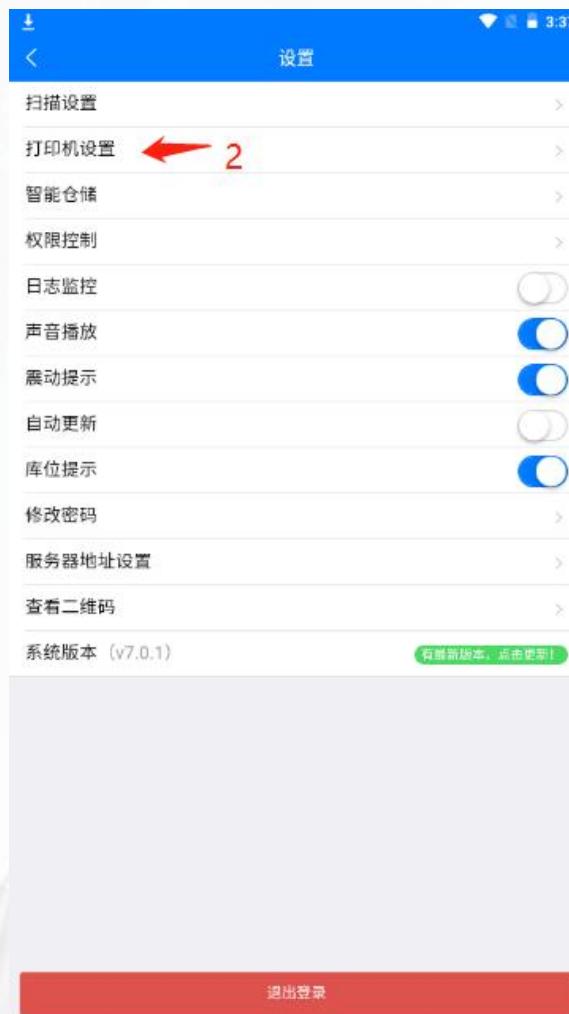 3:37
设置
扫描设置
打印机设置 2
智能仓储
权限控制
日志监控
声音播放
震动提示
自动更新
库位提示
修改密码
服务器地址设置
查看二维码
系统版本（v7.0.1） 有最新版本，点击更新！
退出登录